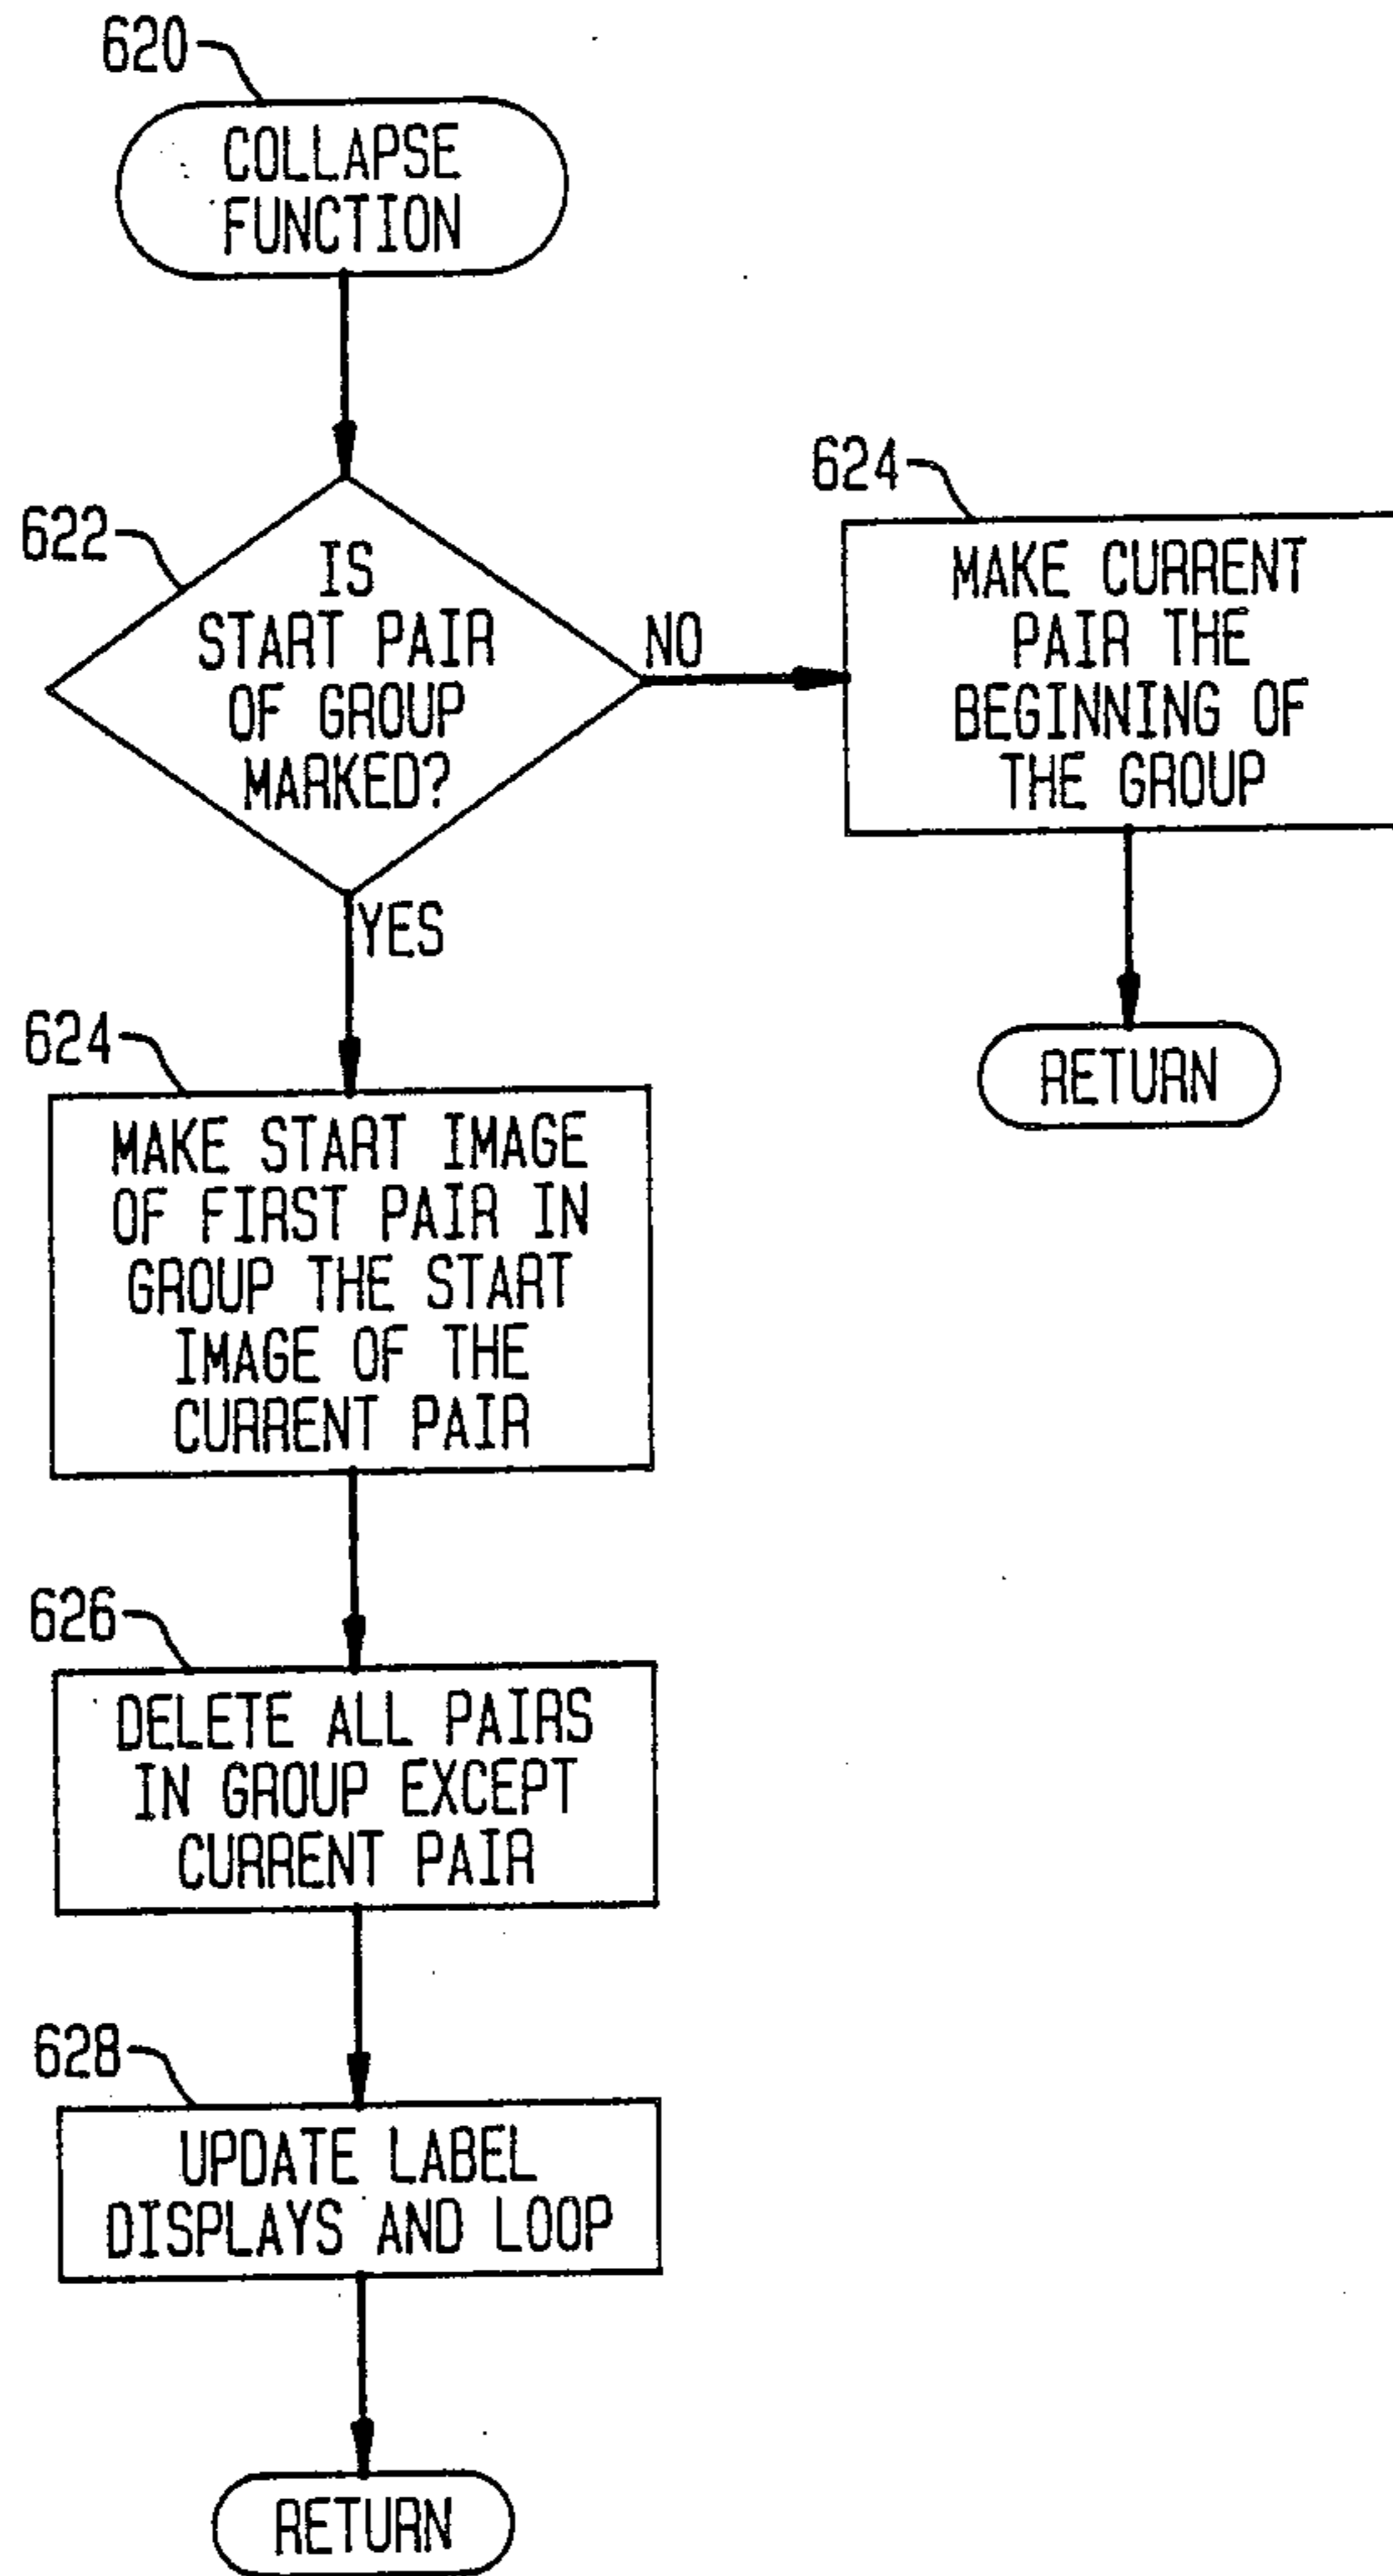 620
COLLAPSE
FUNCTION
622
IS
START PAIR
OF GROUP
MARKED?
NO
624
MAKE CURRENT
PAIR THE
BEGINNING OF
THE GROUP
RETURN
YES
624
MAKE START IMAGE
OF FIRST PAIR IN
GROUP THE START
IMAGE OF THE
CURRENT PAIR
626
DELETE ALL PAIRS
IN GROUP EXCEPT
CURRENT PAIR
628
UPDATE LABEL
DISPLAYS AND LOOP
RETURN